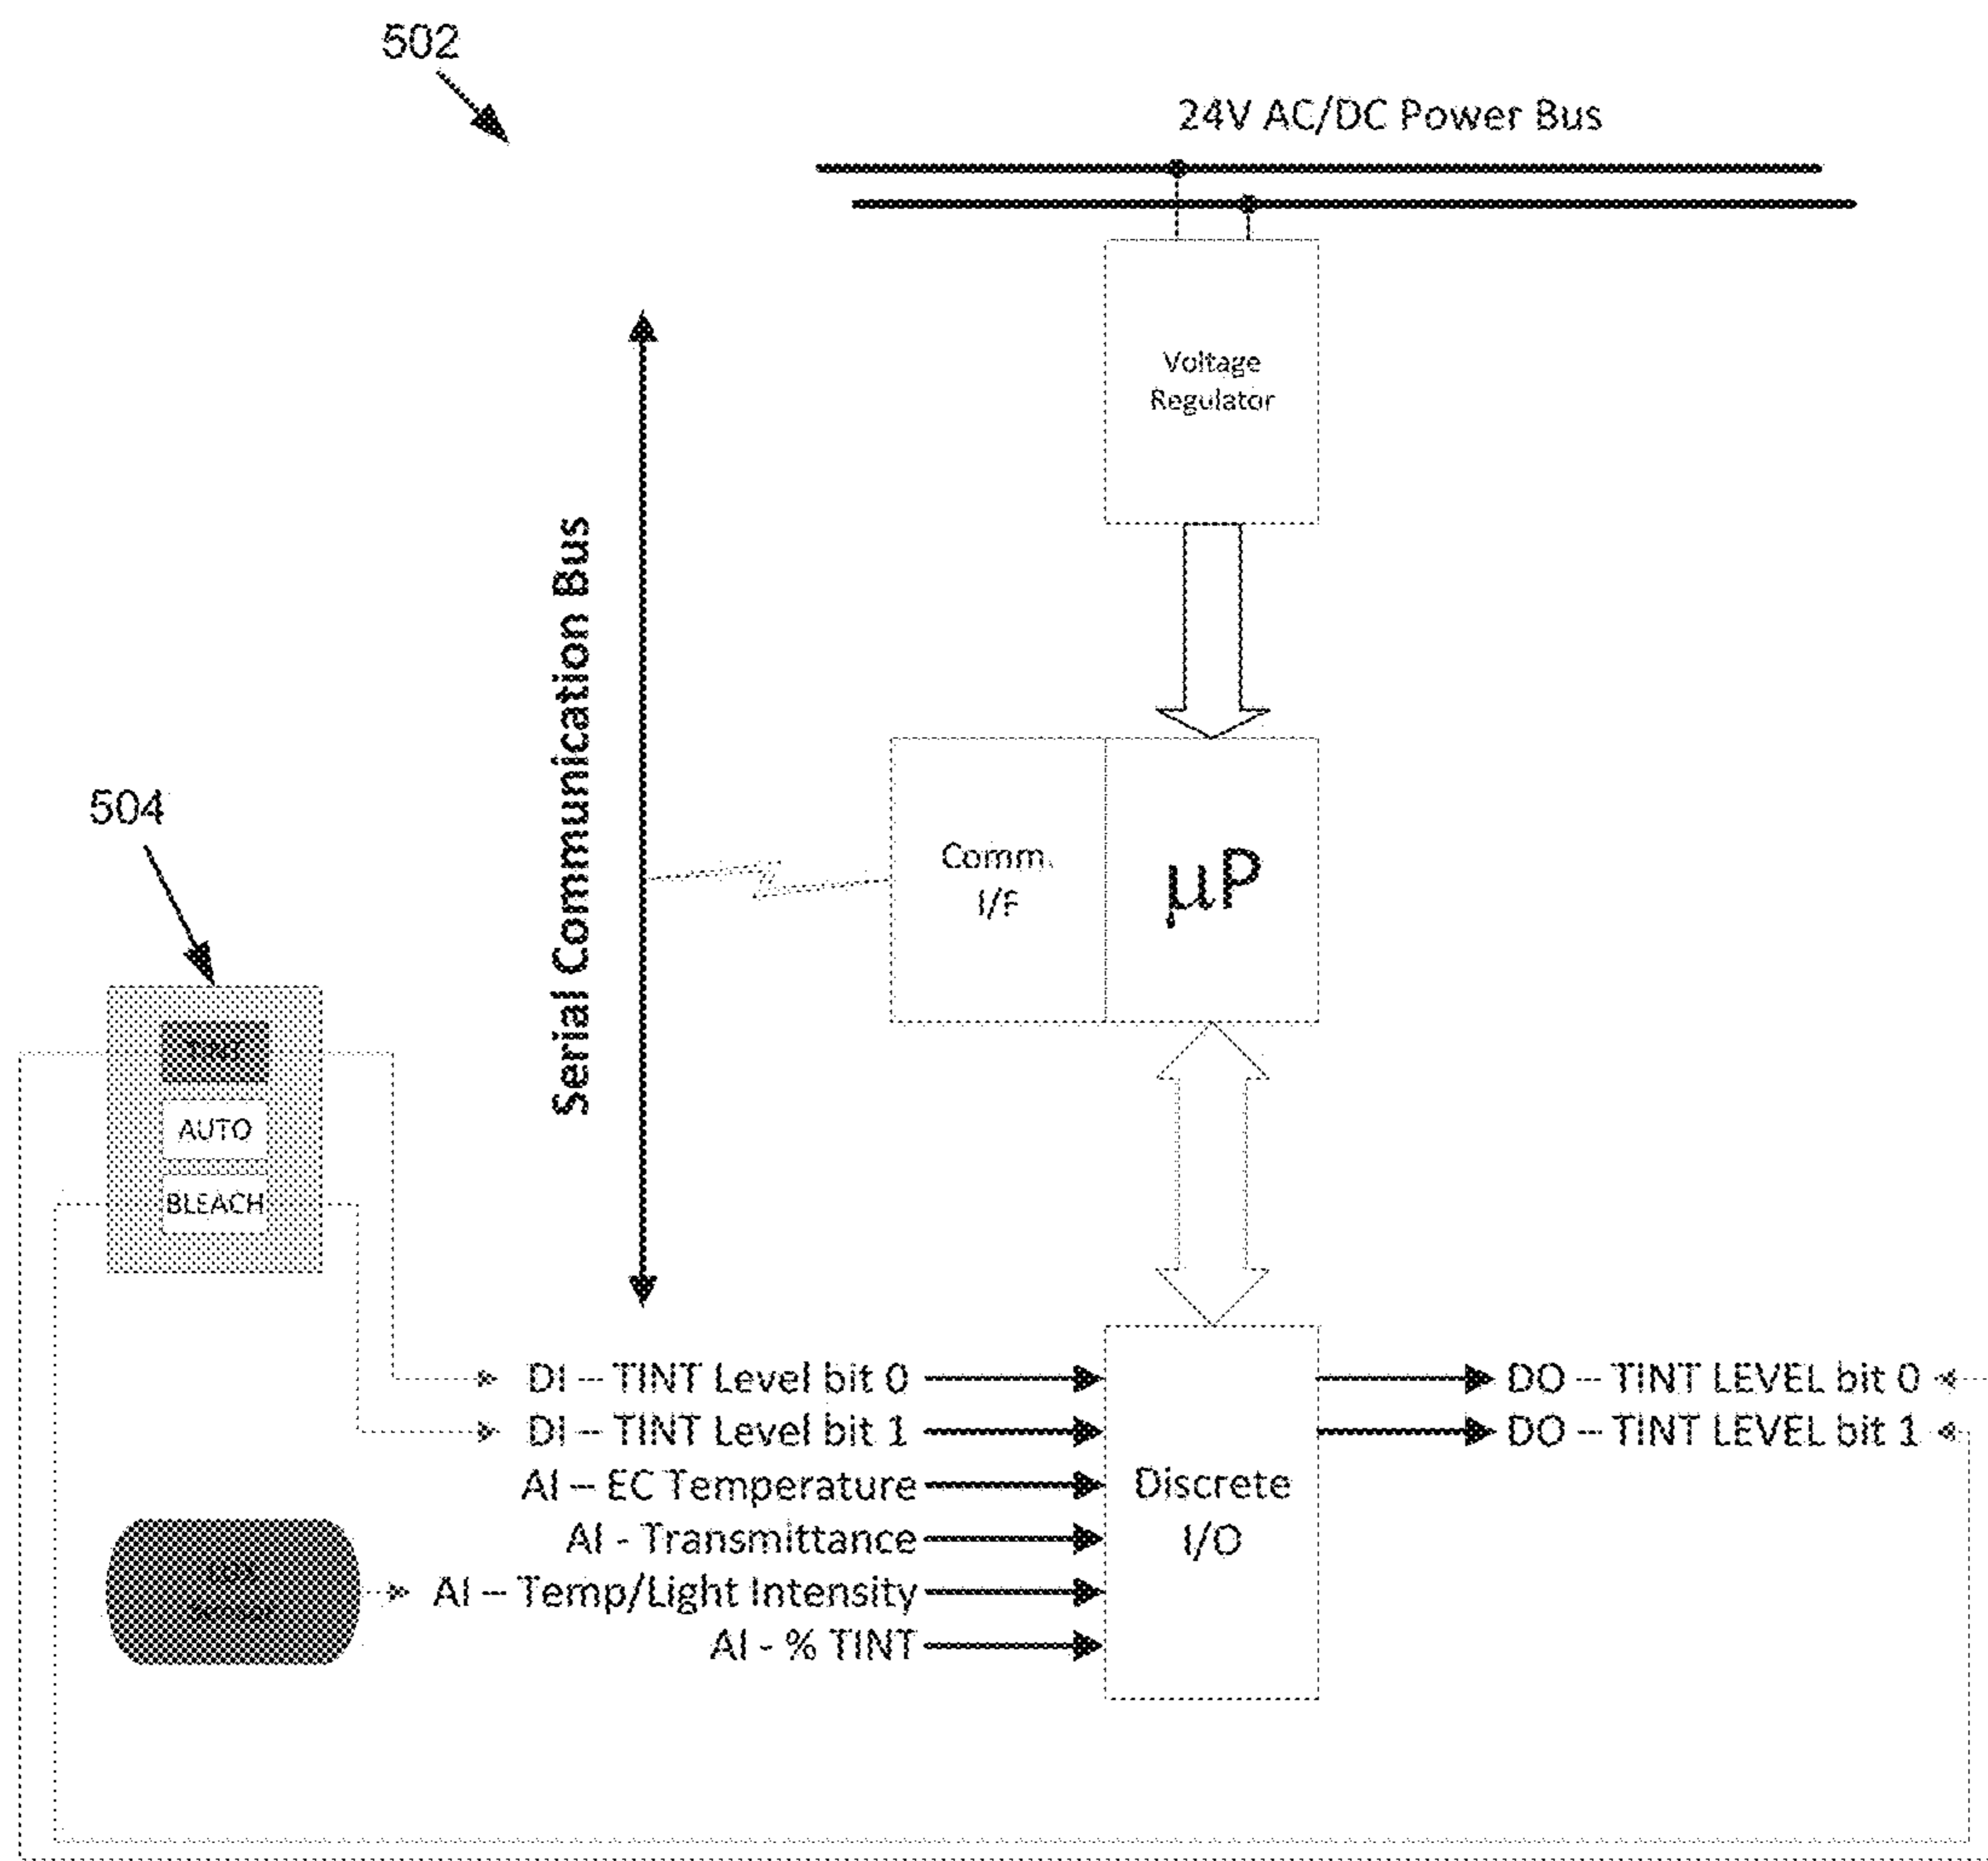 502
24V AC/DC Power Bus
Voltage
Regulator
Serial Communication Bus
504
Comm.
I/F
µP
TINT
AUTO
BLEACH
DI – TINT Level bit 0
DI – TINT Level bit 1
AI – EC Temperature
AI - Transmittance
AI – Temp/Light Intensity
AI - % TINT
Discrete
I/O
DO – TINT LEVEL bit 0
DO – TINT LEVEL bit 1